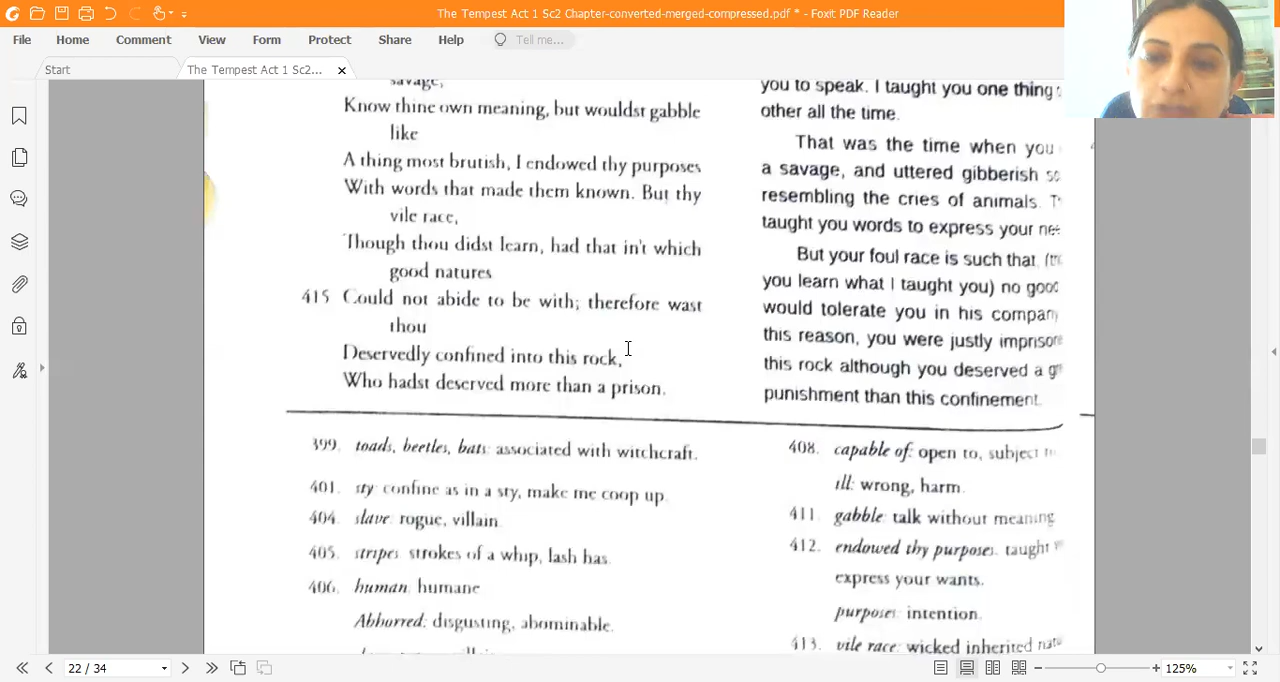 The Tempest Act 1 Sc2 Chapter-converted-merged-compressed.pdf * - Foxit PDF Reader
File Home Comment View Form Protect Share Help Tell me...
Start The Tempest Act 1 Sc2...
savage,
Know thine own meaning, but wouldst gabble
like
A thing most brutish, I endowed thy purposes
With words that made them known. But thy
vile race,
Though thou didst learn, had that in't which
good natures
415 Could not abide to be with; therefore wast
thou
Deservedly confined into this rock,
Who hadst deserved more than a prison.
you to speak. I taught you one thing
other all the time.
That was the time when you
a savage, and uttered gibberish
resembling the cries of animals.
taught you words to express your
But your foul race is such that
you learn what I taught you) no
would tolerate you in his
this reason, you were justly
this rock although you deserved a
punishment than this confinement.
399. toads, beetles, bats: associated with witchcraft.
401. sty: confine as in a sty, make me coop up.
404. slave: rogue, villain.
405. stripes: strokes of a whip, lash has.
406. human: humane
Abhorred: disgusting, abominable.
408. capable of: open to, subject
ill: wrong, harm.
411. gabble: talk without meaning
412. endowed thy purposes: taught
express your wants.
purposes: intention.
413. vile race: wicked inherited
22 / 34
125%